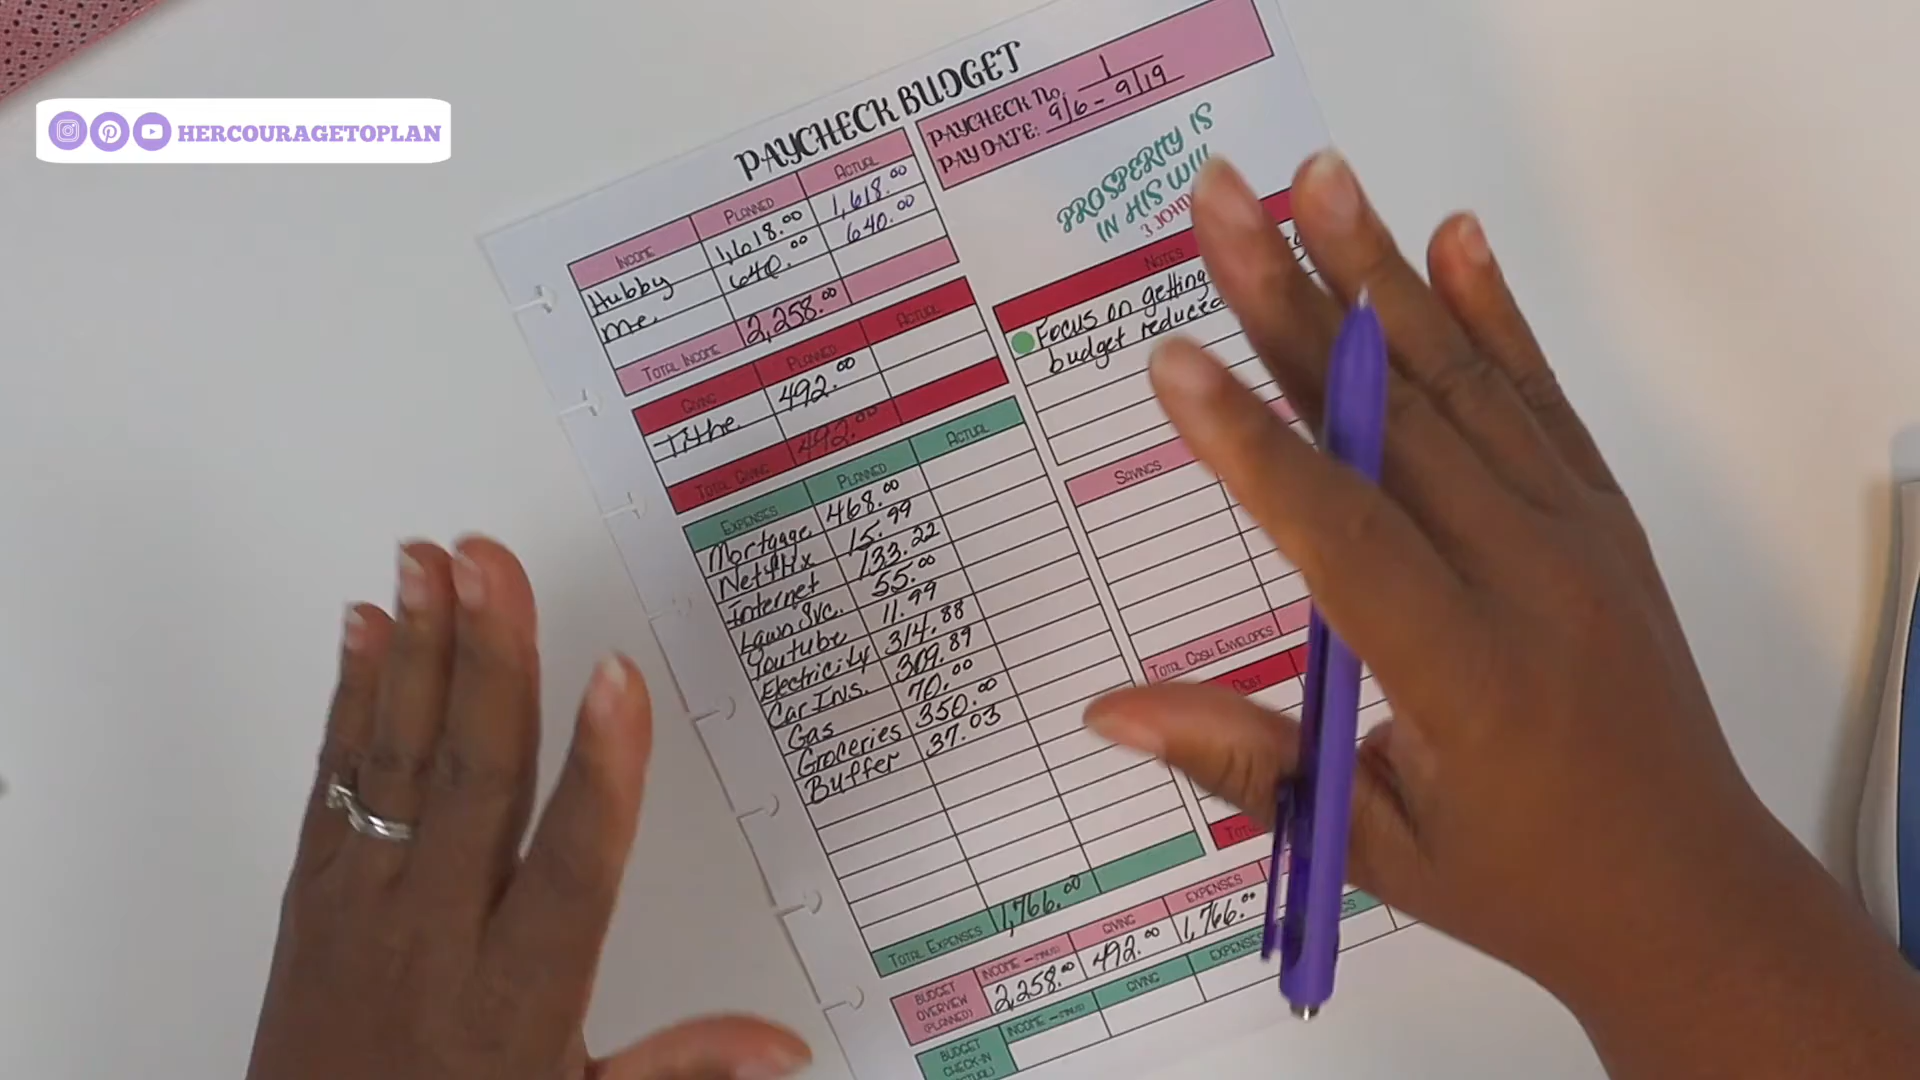 HERCOURAGETOPLAN
PAYCHECK BUDGET
PAYCHECK No. 1
PAY DATE: 9/6 - 9/19
PROSPERITY IS
IN HIS WILL
3 JOHN
INCOME PLANNED ACTUAL
Hubby 1,618.00 1,618.00
Me. 640.00 640.00
TOTAL INCOME 2,258.00
GIVING PLANNED ACTUAL
Tithe 492.00
TOTAL GIVING 492.00
EXPENSES PLANNED ACTUAL
Mortgage 468.00
Netflix 15.99
Internet 133.22
Lawn Svc. 55.00
Youtube 11.99
Electricity 314.88
Car Ins. 309.89
Gas 70.00
Groceries 350.00
Buffer 37.03
TOTAL EXPENSES 1,766.00
NOTES
Focus on getting
budget reduced
SAVINGS
TOTAL CASH ENVELOPES
DEBT
BUDGET OVERVIEW (PLANNED)
INCOME -MINUS GIVING EXPENSES
2,258.00 492.00 1,766.00
BUDGET CHECK-IN
INCOME -MINUS GIVING EXPENSES